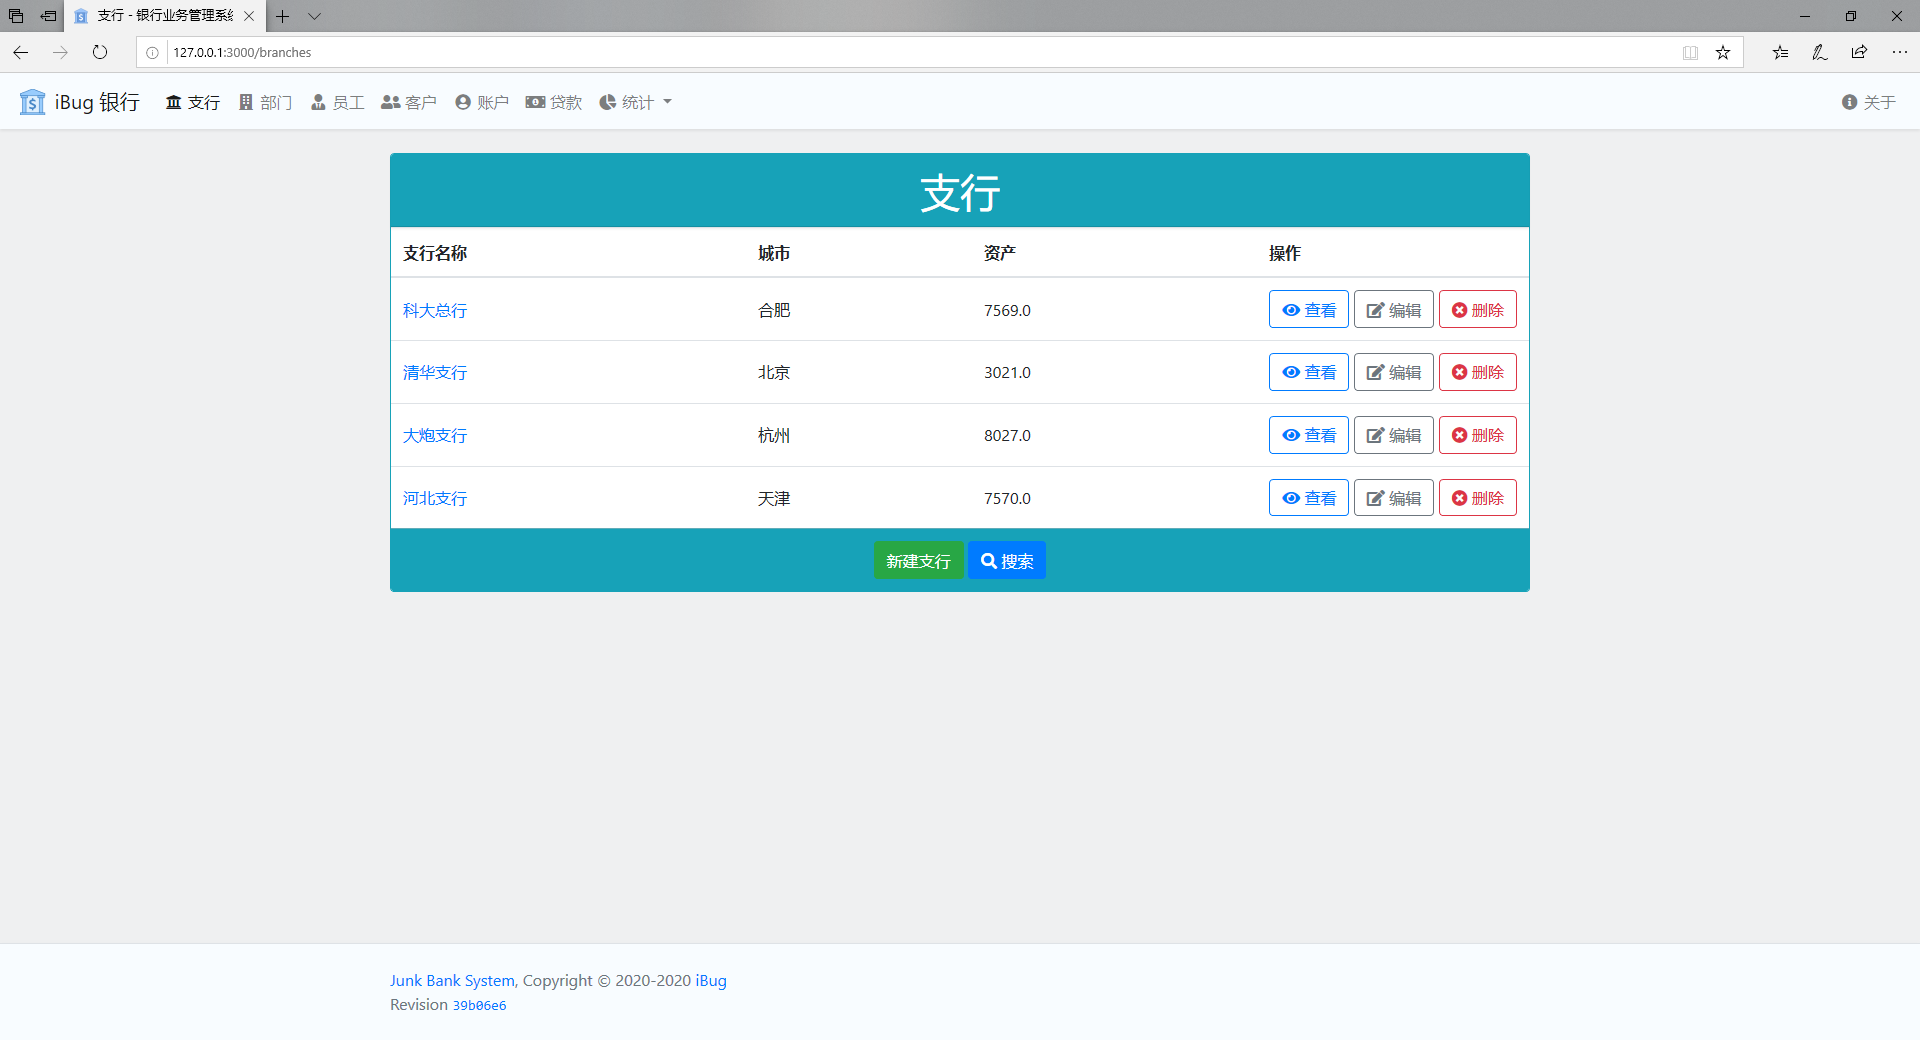 支行 - 银行业务管理系统
127.0.0.1:3000/branches
iBug 银行 支行 部门 员工 客户 账户 贷款 统计 关于
支行
支行名称 城市 资产 操作
科大总行 合肥 7569.0 查看 编辑 删除
清华支行 北京 3021.0 查看 编辑 删除
大炮支行 杭州 8027.0 查看 编辑 删除
河北支行 天津 7570.0 查看 编辑 删除
新建支行 搜索
Junk Bank System, Copyright © 2020-2020 iBug
Revision 39b06e6